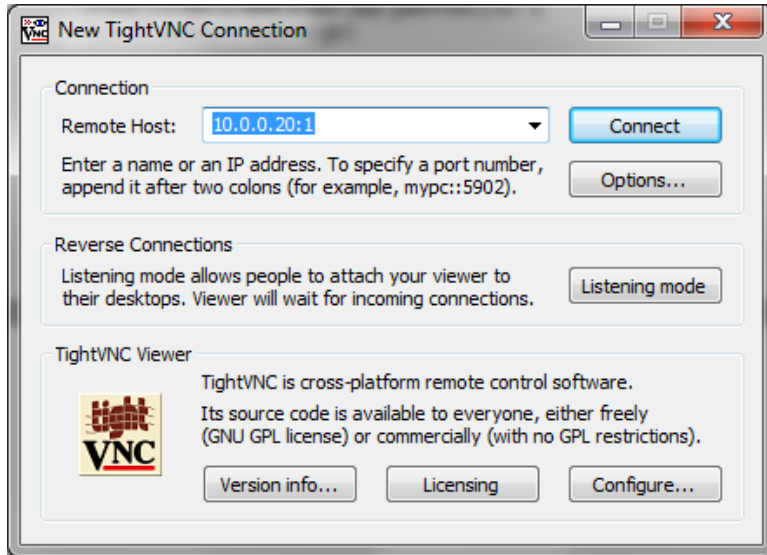 New TightVNC Connection
Connection
Remote Host: 10.0.0.20:1 Connect
Enter a name or an IP address. To specify a port number,
append it after two colons (for example, mypc::5902).
Options...
Reverse Connections
Listening mode allows people to attach your viewer to
their desktops. Viewer will wait for incoming connections.
Listening mode
TightVNC Viewer
TightVNC is cross-platform remote control software.
Its source code is available to everyone, either freely
(GNU GPL license) or commercially (with no GPL restrictions).
tight
VNC
Version info... Licensing Configure...